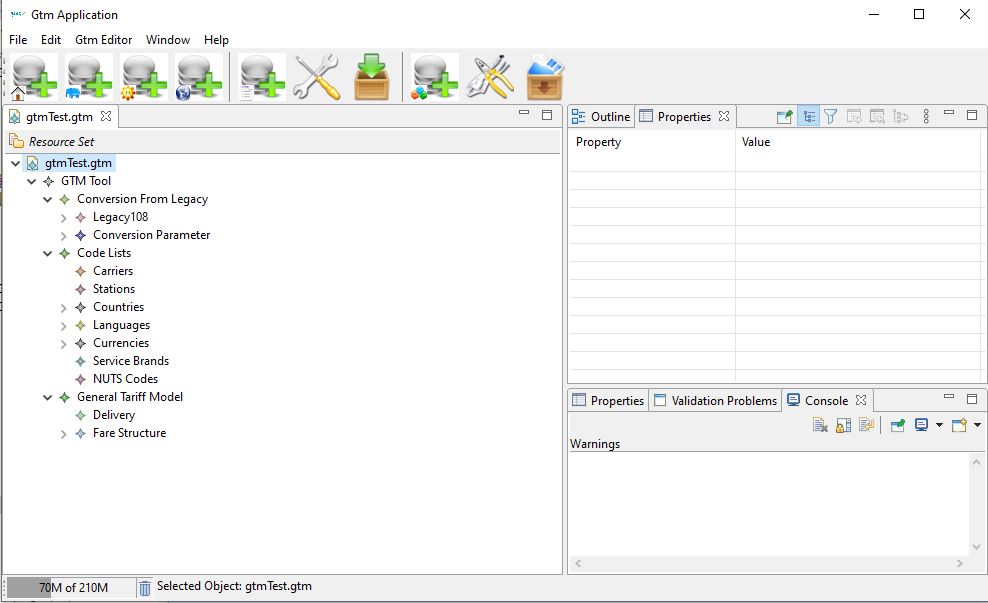 Gtm Application
File Edit Gtm Editor Window Help
gtmTest.gtm
Resource Set
gtmTest.gtm
GTM Tool
Conversion From Legacy
Legacy108
Conversion Parameter
Code Lists
Carriers
Stations
Countries
Languages
Currencies
Service Brands
NUTS Codes
General Tariff Model
Delivery
Fare Structure
Outline Properties
Property Value
Properties Validation Problems Console
Warnings
70M of 210M Selected Object: gtmTest.gtm